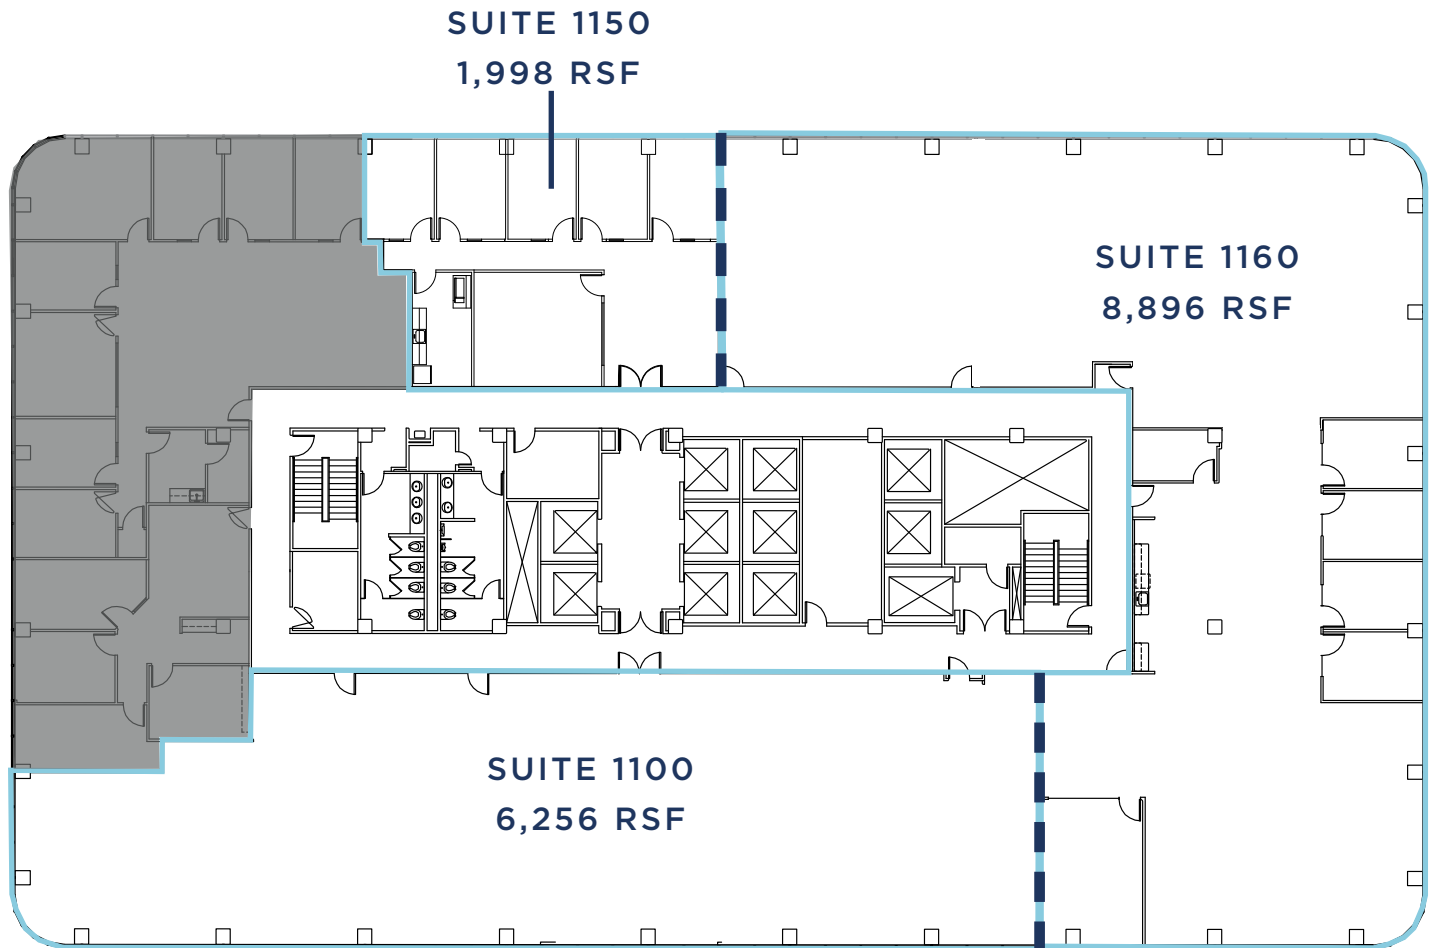 SUITE 1150
1,998 RSF
SUITE 1160
8,896 RSF
SUITE 1100
6,256 RSF